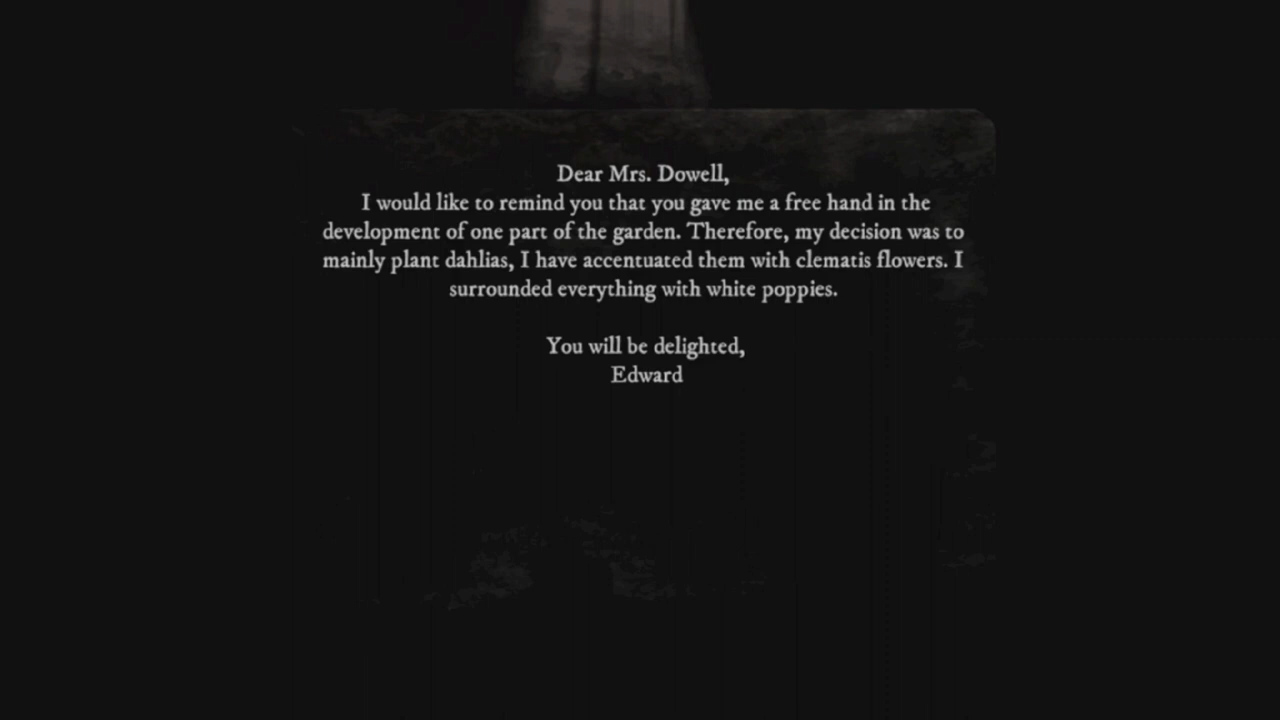 Dear Mrs. Dowell,
I would like to remind you that you gave me a free hand in the
development of one part of the garden. Therefore, my decision was to
mainly plant dahlias, I have accentuated them with clematis flowers. I
surrounded everything with white poppies.
You will be delighted,
Edward